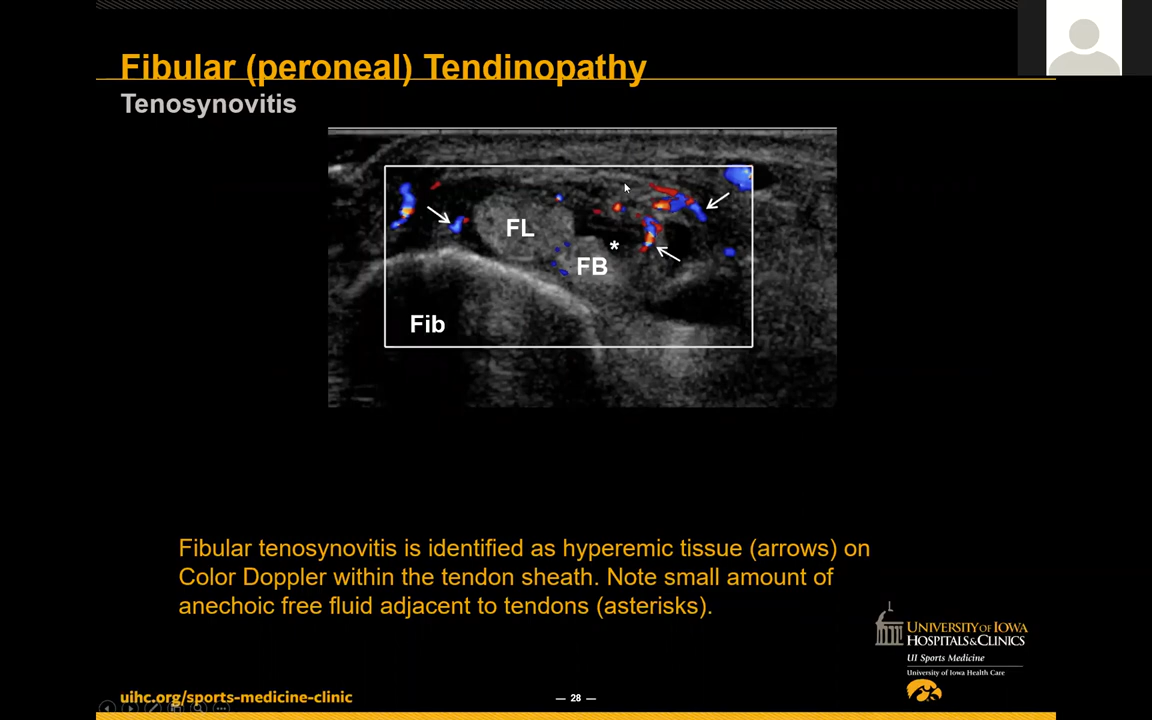 Fibular (peroneal) Tendinopathy
Tenosynovitis
FL
*
FB
Fib
Fibular tenosynovitis is identified as hyperemic tissue (arrows) on
Color Doppler within the tendon sheath. Note small amount of
anechoic free fluid adjacent to tendons (asterisks).
UNIVERSITY OF IOWA
HOSPITALS & CLINICS
UI Sports Medicine
University of Iowa Health Care
uihc.org/sports-medicine-clinic
— 28 —